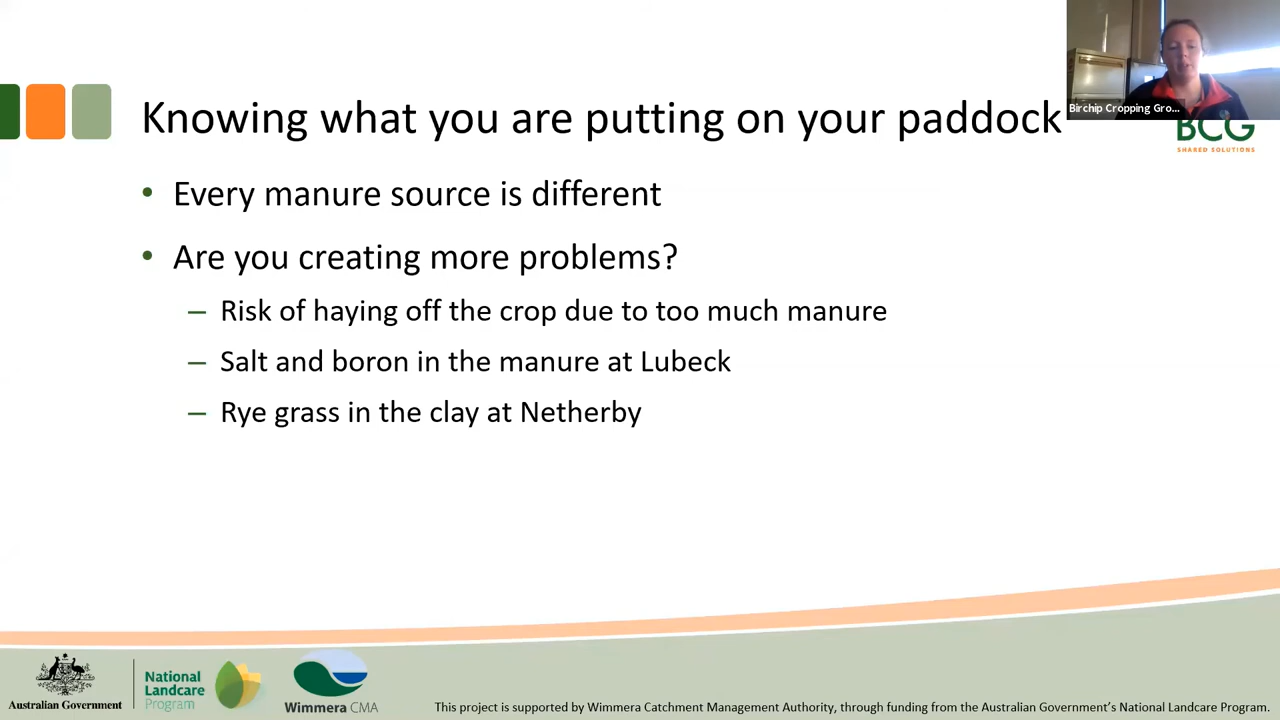 Birchip Cropping Gro...
Knowing what you are putting on your paddock
BCG
SHARED SOLUTIONS
• Every manure source is different
• Are you creating more problems?
– Risk of haying off the crop due to too much manure
– Salt and boron in the manure at Lubeck
– Rye grass in the clay at Netherby
Australian Government
National
Landcare
Program
Wimmera CMA
This project is supported by Wimmera Catchment Management Authority, through funding from the Australian Government's National Landcare Program.